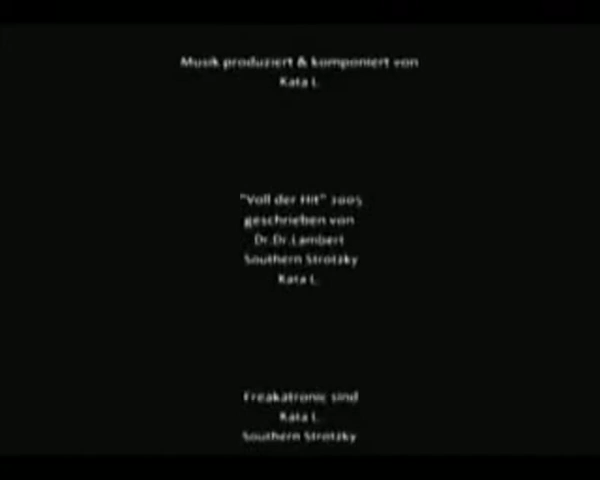 Musik produziert & komponiert von
Kata L.
"Voll der Hit" 2005
geschrieben von
Dr.Dr.Lambert
Southern Strotzky
Kata L.
Freakatronic sind
Kata L.
Southern Strotzky